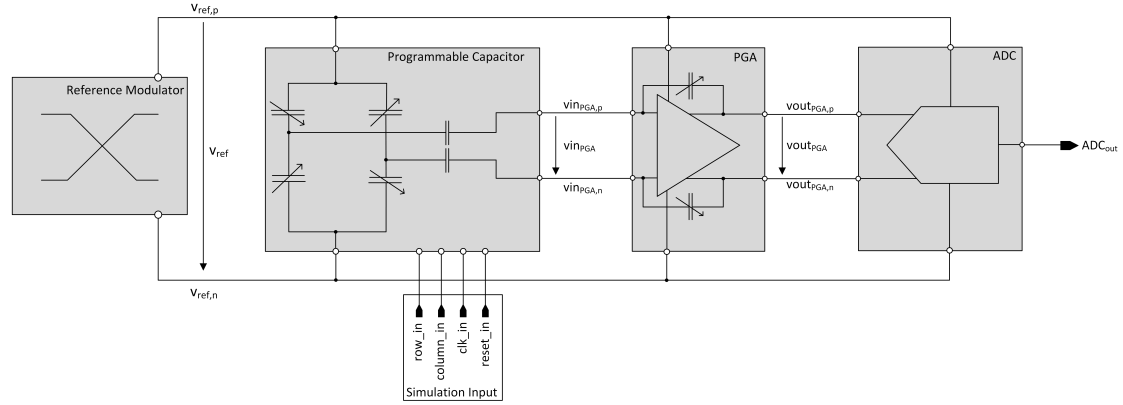 Vref,p
Programmable Capacitor
PGA
ADC
Reference Modulator
vinPGA,p
voutPGA,p
vref
vinPGA
voutPGA
ADCout
vinPGA,n
voutPGA,n
vref,n
row_in
column_in
clk_in
reset_in
Simulation Input